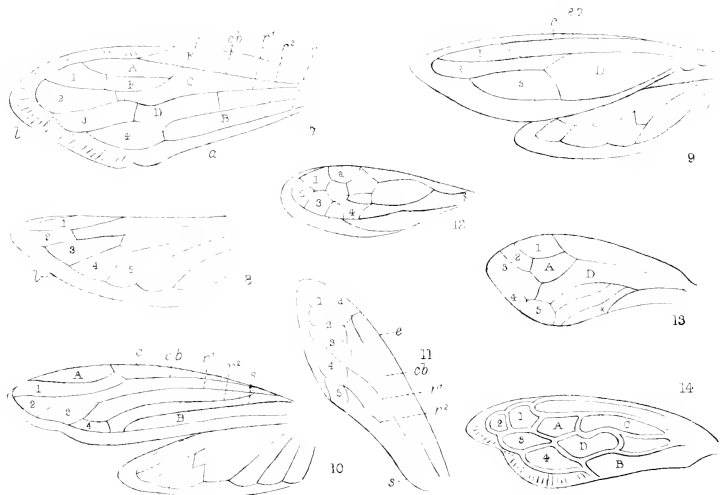 cb r¹ r²
1 A C
E
2 D
3 B
4
l a
7
c
1
2 3 D
9
1 a
2
3 4
12
1
2 3
4 5
l
8
1
2
3 A D
4 5
13
1 a
2
3
4
5
e
11
cb
r¹
r²
s
c cb r¹ r² s
A
1
2 3 B
4
10
14
1
2 A C
3 D
4 B